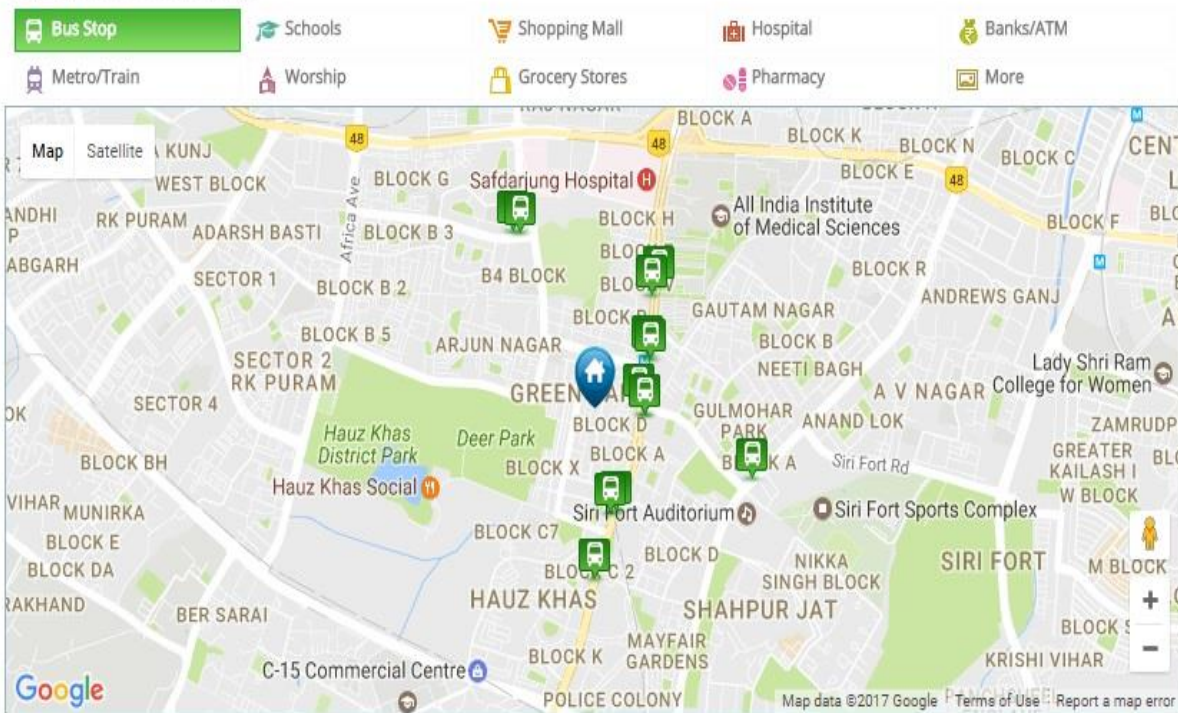 Bus Stop
Schools
Shopping Mall
Hospital
Banks/ATM
Metro/Train
Worship
Grocery Stores
Pharmacy
More
Map
Satellite
KUNJ
BLOCK A
48
48
BLOCK K
BLOCK N
BLOCK C
CENT
WEST BLOCK
BLOCK G
Safdarjung Hospital
H
BLOCK E
48
ANDHI
RK PURAM
ADARSH BASTI
Africa Ave
BLOCK B 3
BLOCK H
All India Institute
of Medical Sciences
BLOCK F
ABGARH
SECTOR 1
BLOCK B 2
B4 BLOCK
BLOCK R
ANDREWS GANJ
BLOCK B 5
ARJUN NAGAR
GAUTAM NAGAR
BLOCK B
NEETI BAGH
SECTOR 2
RK PURAM
SECTOR 4
Lady Shri Ram
College for Women
A V NAGAR
GULMOHAR
PARK
ANAND LOK
ZAMRUDP
Hauz Khas
District Park
Deer Park
BLOCK D
BLOCK A
BLOCK X
BLOCK BH
Siri Fort Rd
GREATER
KAILASH I
W BLOCK
Hauz Khas Social
Siri Fort Auditorium
Siri Fort Sports Complex
VIHAR
MUNIRKA
BLOCK E
BLOCK DA
BLOCK C7
BLOCK D
NIKKA
SINGH BLOCK
SIRI FORT
M BLOCK
RAKHAND
BER SARAI
HAUZ KHAS
SHAHPUR JAT
MAYFAIR
GARDENS
BLOCK K
C-15 Commercial Centre
KRISHI VIHAR
POLICE COLONY
+
−
Google
Map data ©2017 Google
Terms of Use
Report a map error